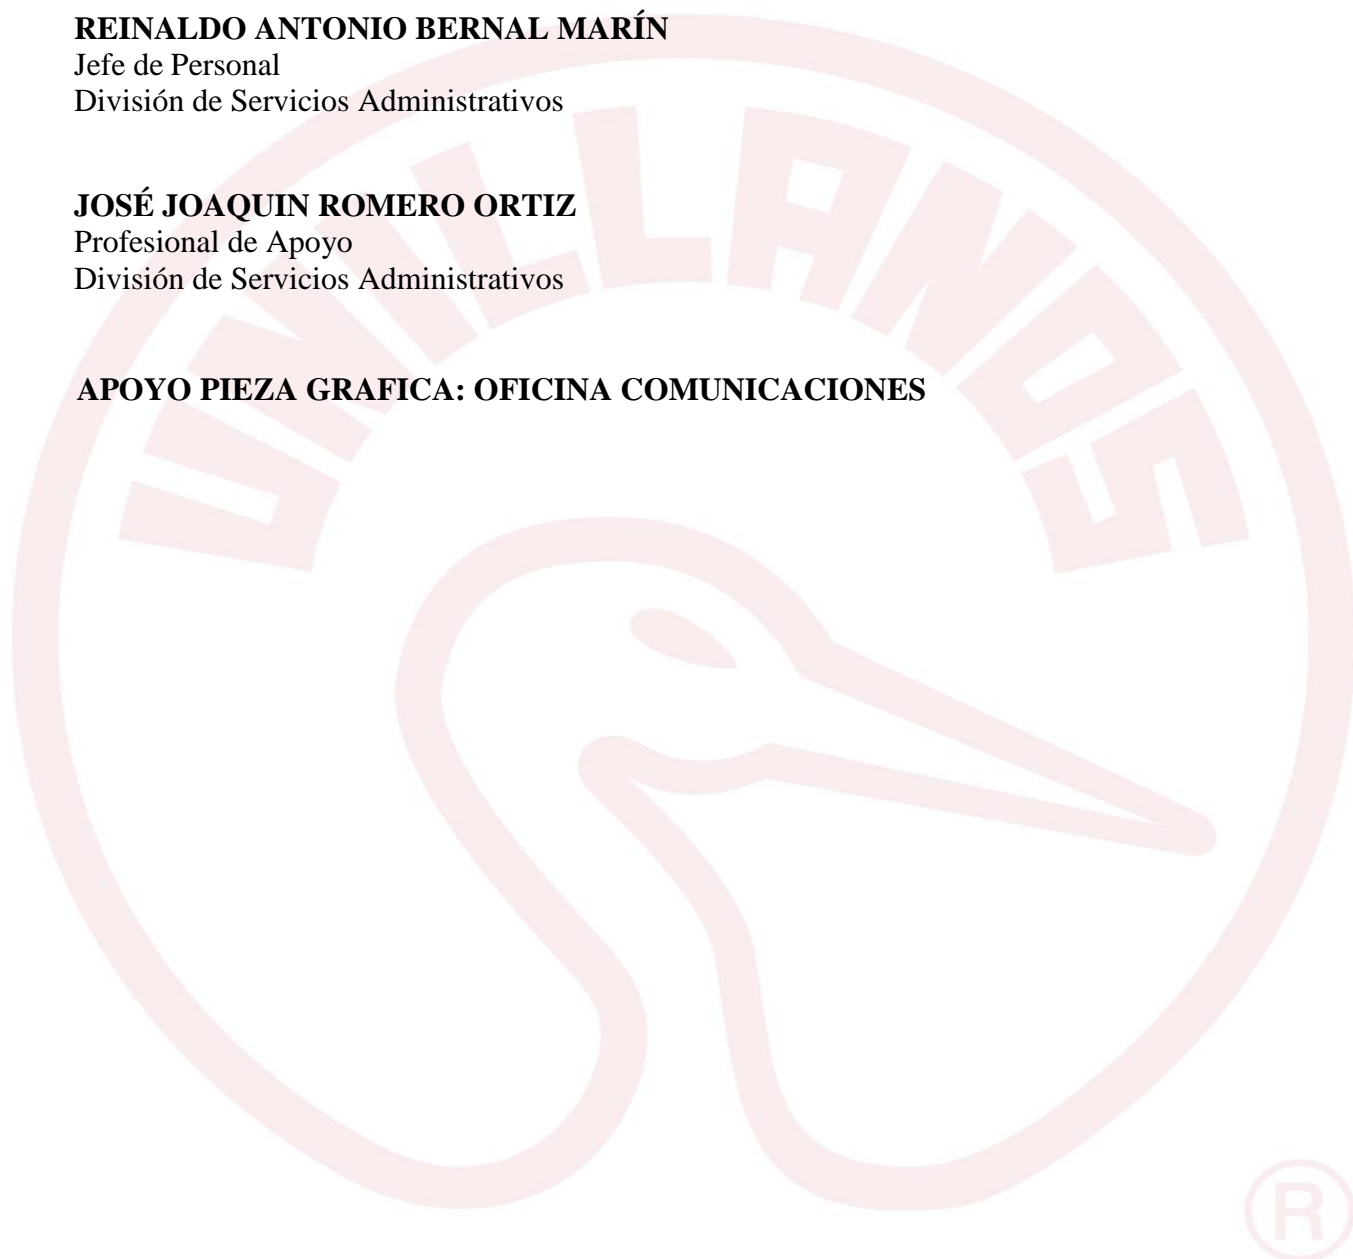 REINALDO ANTONIO BERNAL MARÍN
Jefe de Personal
División de Servicios Administrativos
JOSÉ JOAQUIN ROMERO ORTIZ
Profesional de Apoyo
División de Servicios Administrativos
APOYO PIEZA GRAFICA: OFICINA COMUNICACIONES
UNILLANOS
®